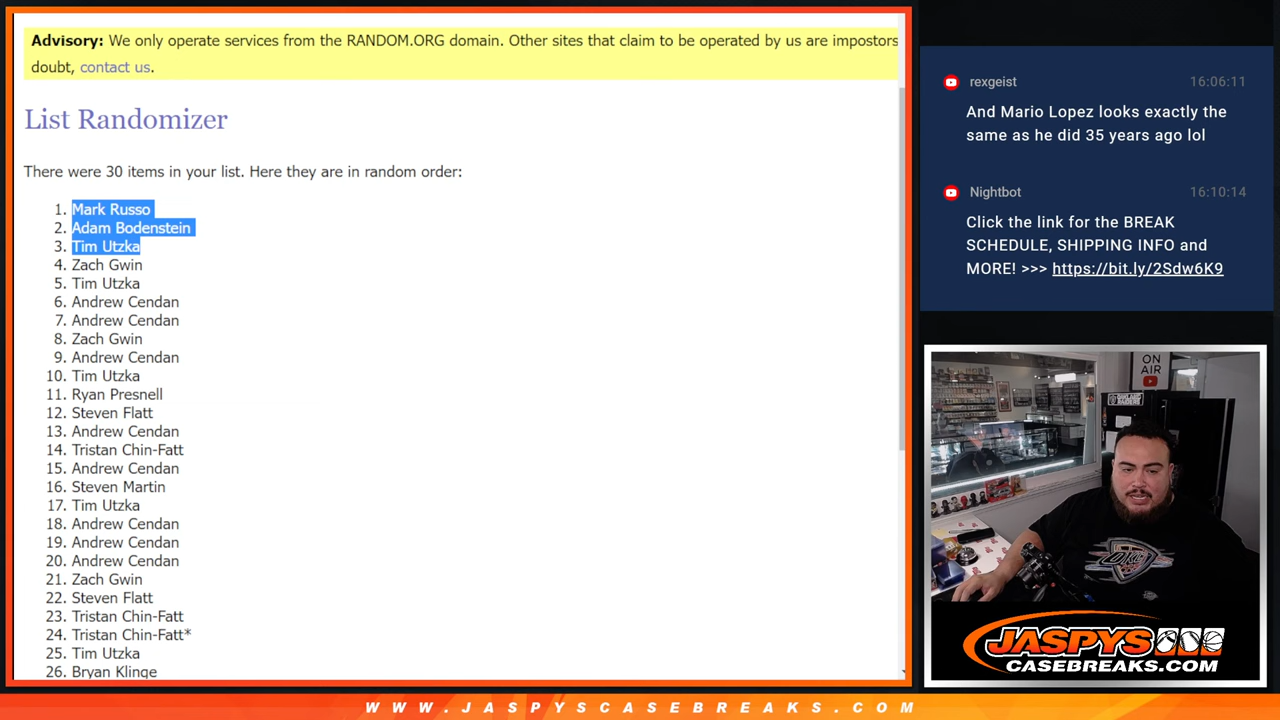 Advisory: We only operate services from the RANDOM.ORG domain. Other sites that claim to be operated by us are impostors
doubt, contact us.
List Randomizer
There were 30 items in your list. Here they are in random order:
1. Mark Russo
2. Adam Bodenstein
3. Tim Utzka
4. Zach Gwin
5. Tim Utzka
6. Andrew Cendan
7. Andrew Cendan
8. Zach Gwin
9. Andrew Cendan
10. Tim Utzka
11. Ryan Presnell
12. Steven Flatt
13. Andrew Cendan
14. Tristan Chin-Fatt
15. Andrew Cendan
16. Steven Martin
17. Tim Utzka
18. Andrew Cendan
19. Andrew Cendan
20. Andrew Cendan
21. Zach Gwin
22. Steven Flatt
23. Tristan Chin-Fatt
24. Tristan Chin-Fatt*
25. Tim Utzka
26. Bryan Klinge
rexgeist 16:06:11
And Mario Lopez looks exactly the
same as he did 35 years ago lol
Nightbot 16:10:14
Click the link for the BREAK
SCHEDULE, SHIPPING INFO and
MORE! >>> https://bit.ly/2Sdw6K9
ON
AIR
OKC
JASPYS
CASEBREAKS.COM
WWW.JASPYSCASEBREAKS.COM